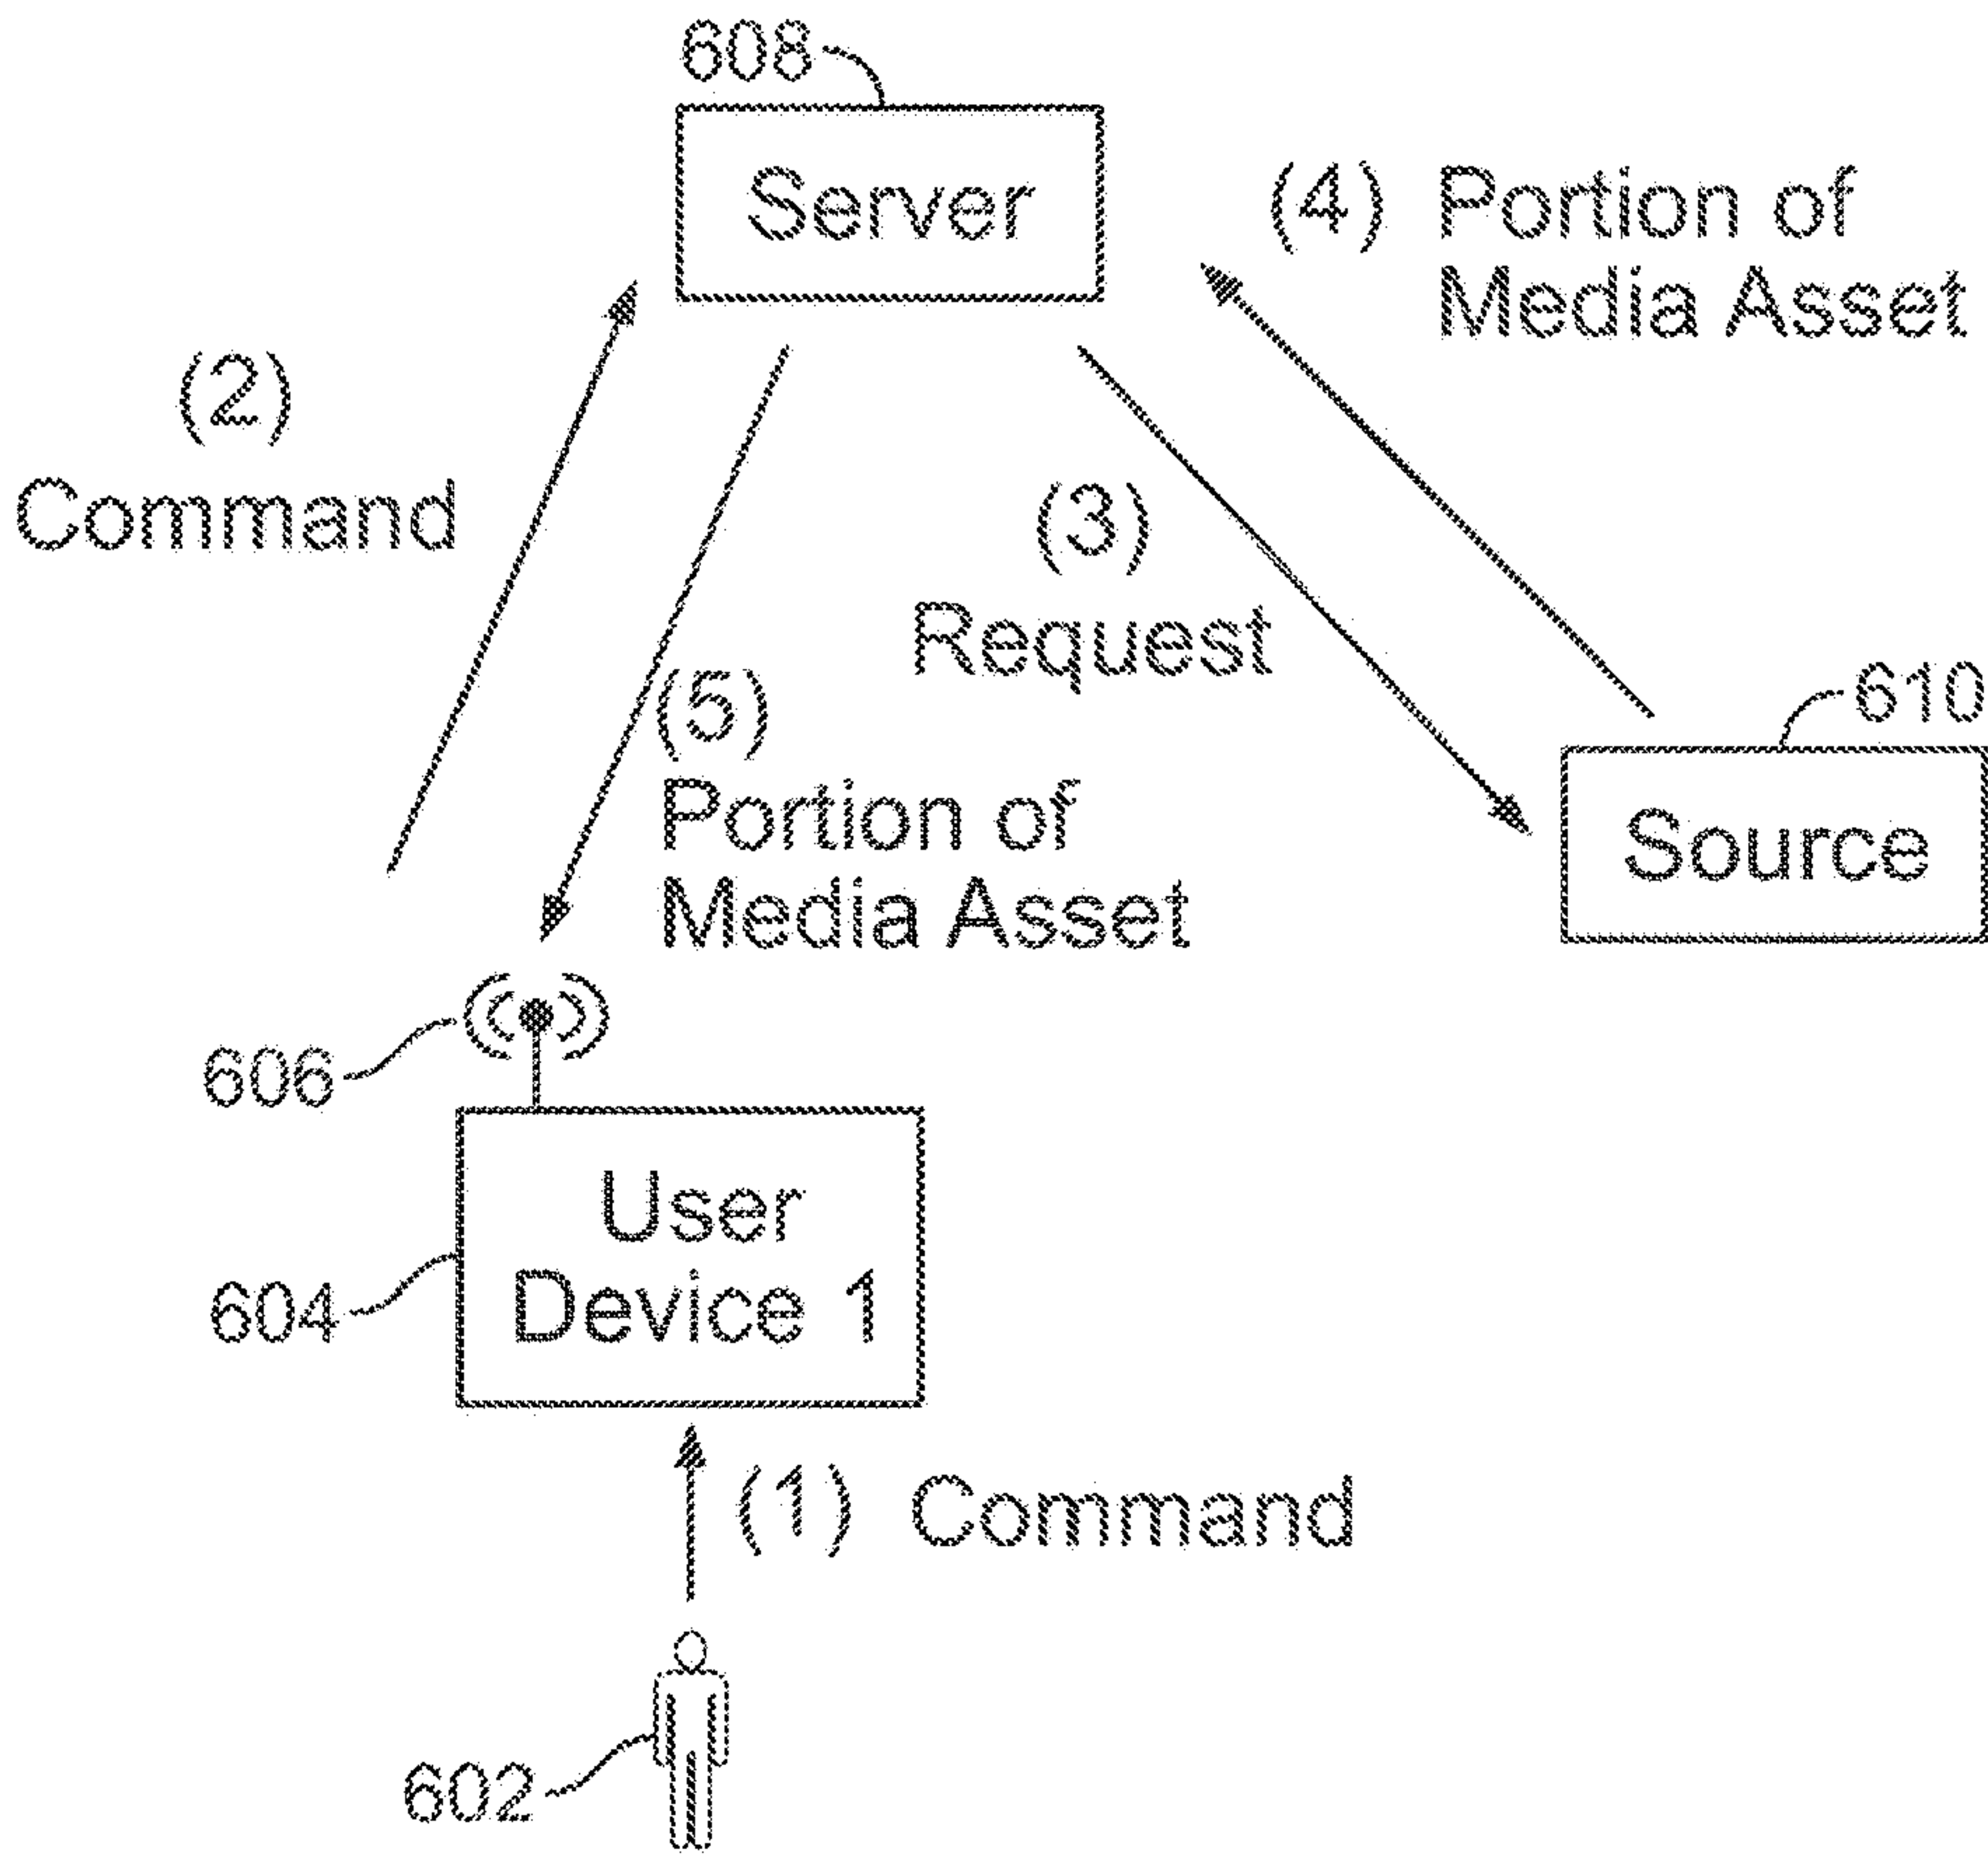 608
Server
(4) Portion of
Media Asset
(2)
Command
(3)
Request
(5)
Portion of
Media Asset
610
Source
606
User
Device 1
604
(1) Command
602